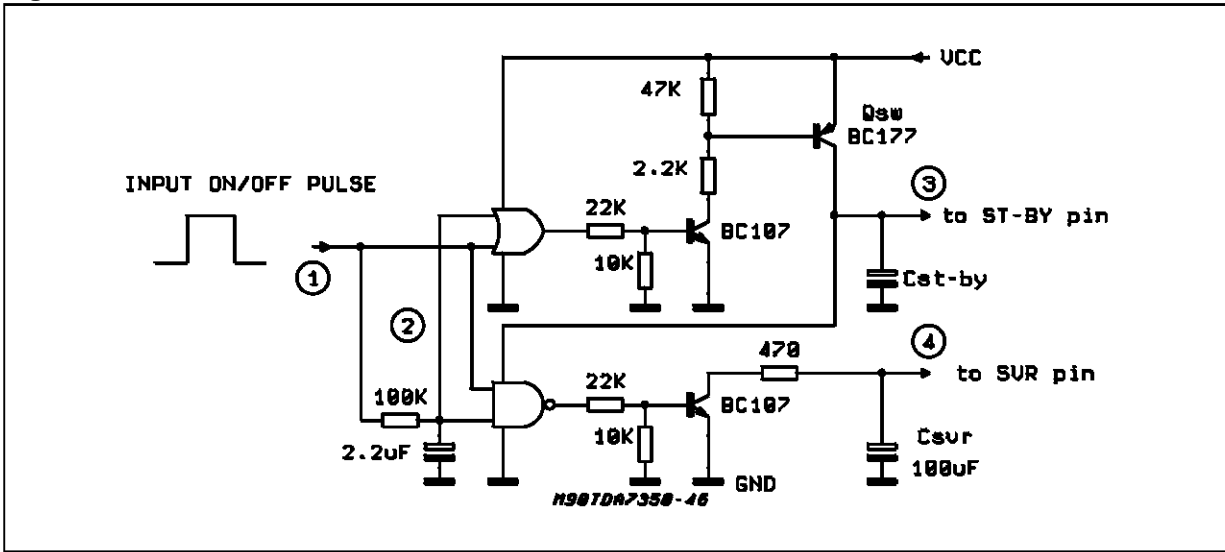 VCC
47K
Qsw
BC177
2.2K
INPUT ON/OFF PULSE
3
to ST-BY pin
22K
BC107
10K
1
Cst-by
2
4
470
to SVR pin
100K
22K
BC107
10K
2.2uF
Csvr
100uF
GND
M90TDA7350-46